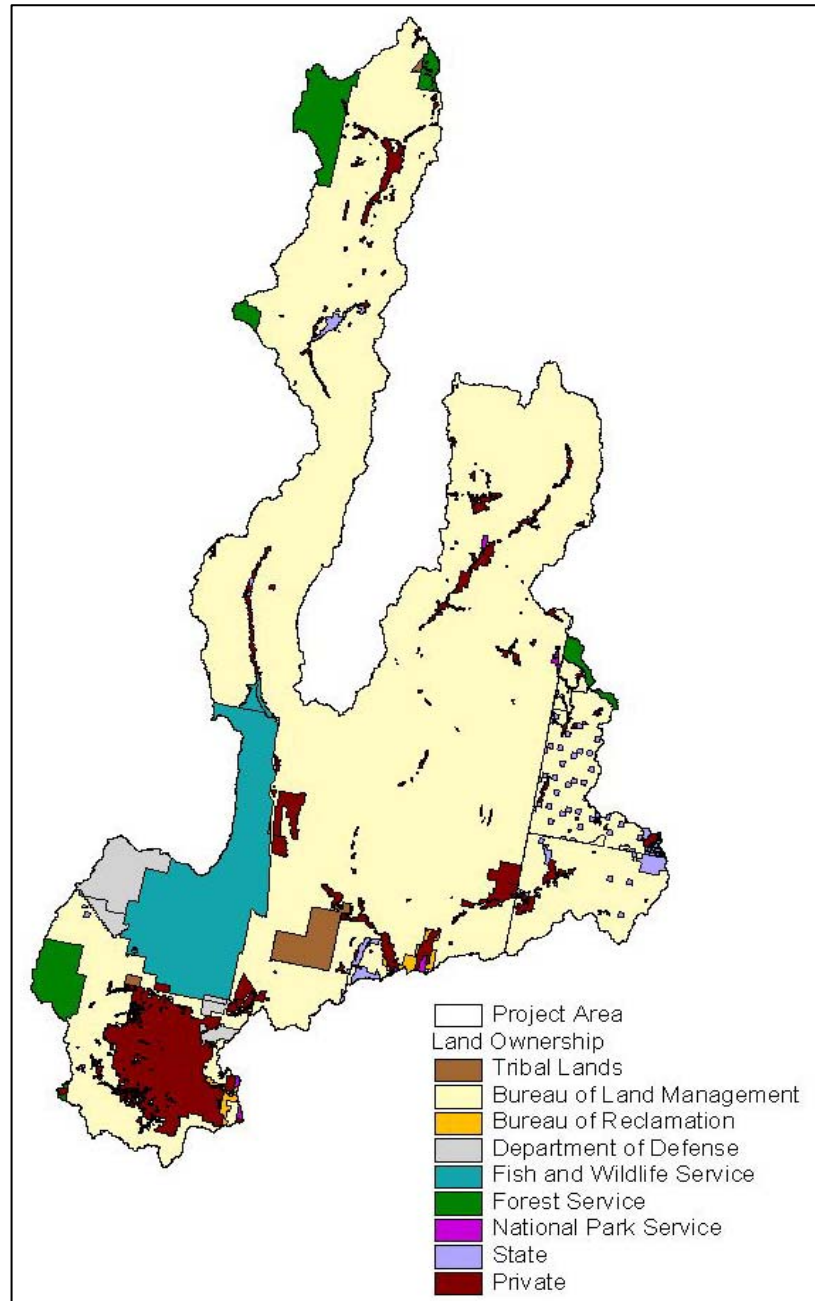 Project Area
Land Ownership
Tribal Lands
Bureau of Land Management
Bureau of Reclamation
Department of Defense
Fish and Wildlife Service
Forest Service
National Park Service
State
Private